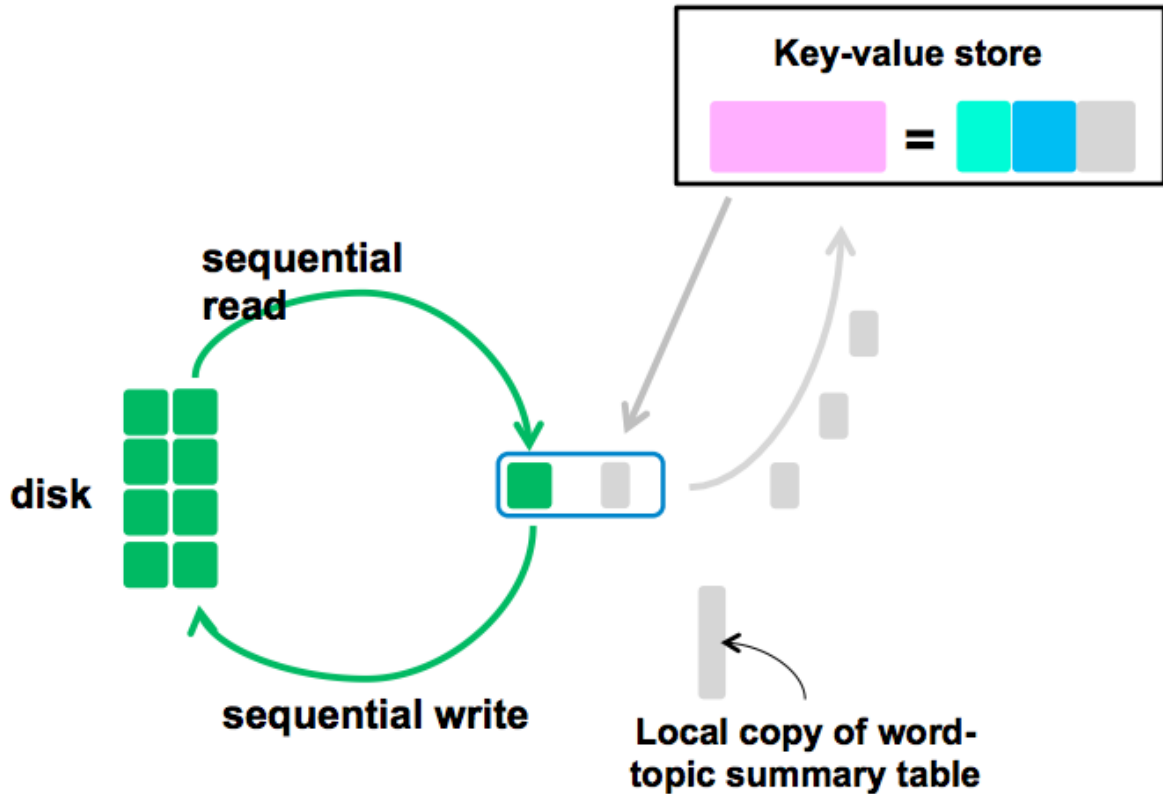 Key-value store
=
sequential
read
disk
sequential write
Local copy of word-
topic summary table